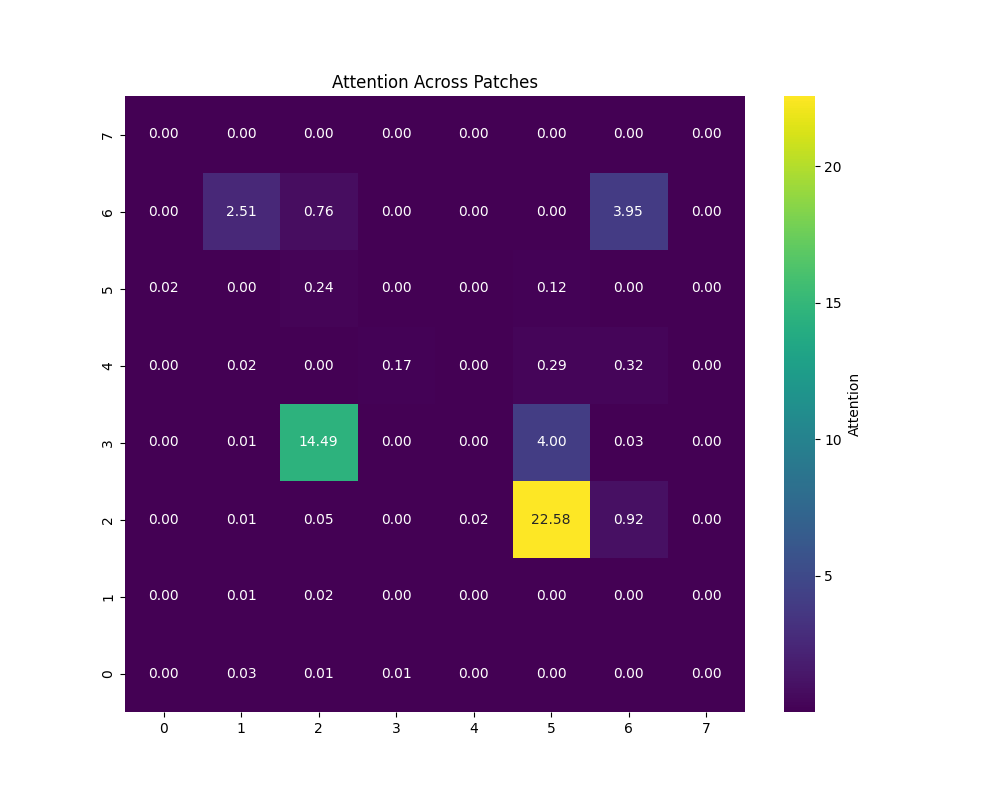 Attention Across Patches
7 0.00 0.00 0.00 0.00 0.00 0.00 0.00 0.00
6 0.00 2.51 0.76 0.00 0.00 0.00 3.95 0.00
5 0.02 0.00 0.24 0.00 0.00 0.12 0.00 0.00
4 0.00 0.02 0.00 0.17 0.00 0.29 0.32 0.00
3 0.00 0.01 14.49 0.00 0.00 4.00 0.03 0.00
2 0.00 0.01 0.05 0.00 0.02 22.58 0.92 0.00
1 0.00 0.01 0.02 0.00 0.00 0.00 0.00 0.00
0 0.00 0.03 0.01 0.01 0.00 0.00 0.00 0.00
0 1 2 3 4 5 6 7
20
15
10
5
Attention